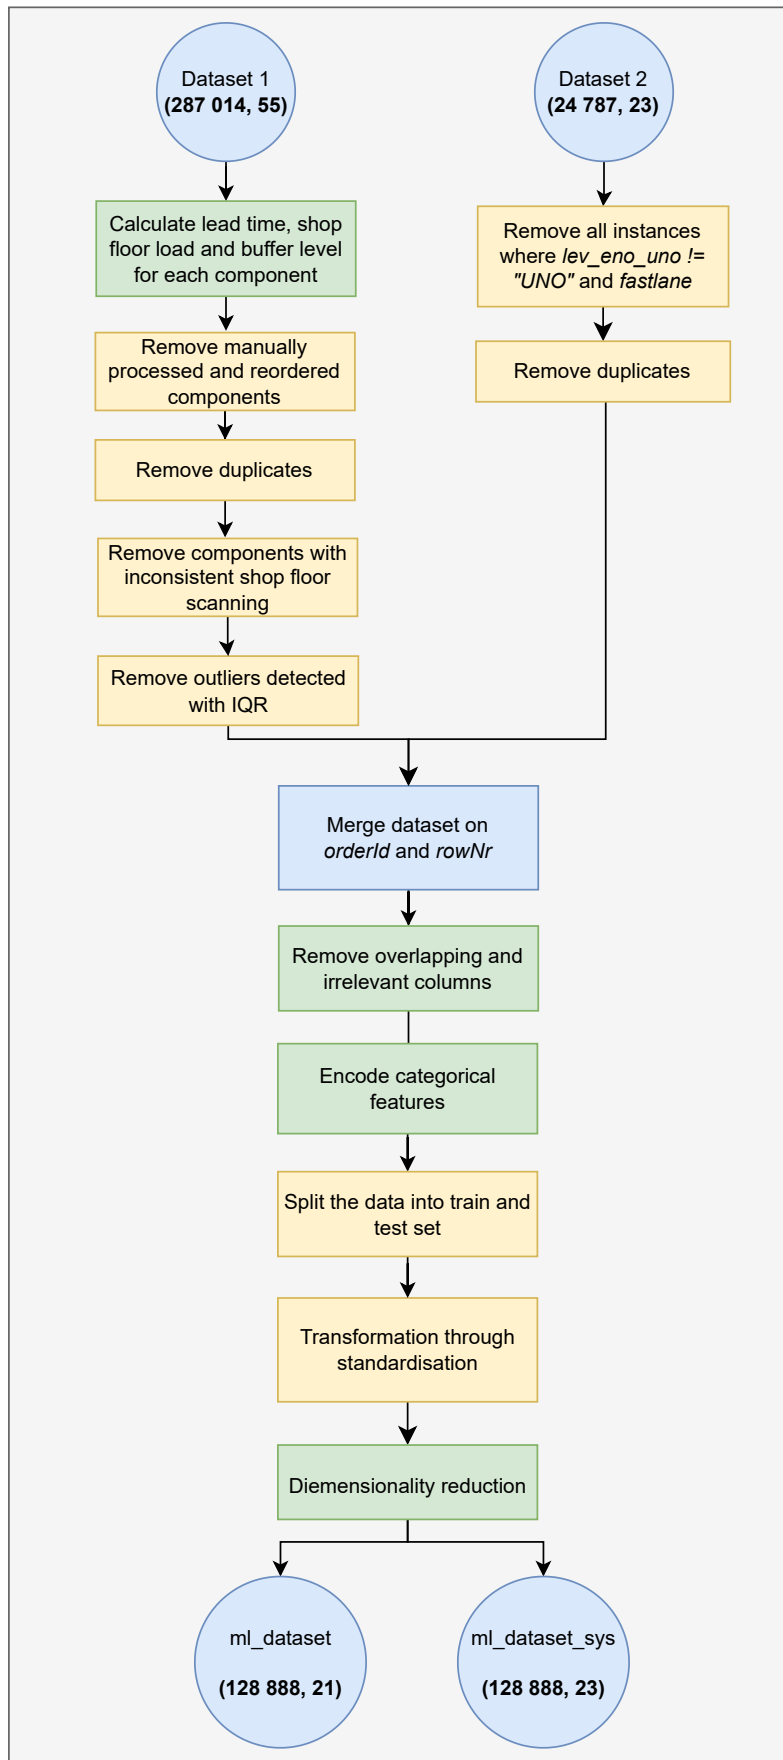 Dataset 1
(287 014, 55)
Dataset 2
(24 787, 23)
Calculate lead time, shop
floor load and buffer level
for each component
Remove all instances
where lev_eno_uno !=
"UNO" and fastlane
Remove manually
processed and reordered
components
Remove duplicates
Remove duplicates
Remove components with
inconsistent shop floor
scanning
Remove outliers detected
with IQR
Merge dataset on
orderId and rowNr
Remove overlapping and
irrelevant columns
Encode categorical
features
Split the data into train and
test set
Transformation through
standardisation
Diemensionality reduction
ml_dataset
(128 888, 21)
ml_dataset_sys
(128 888, 23)